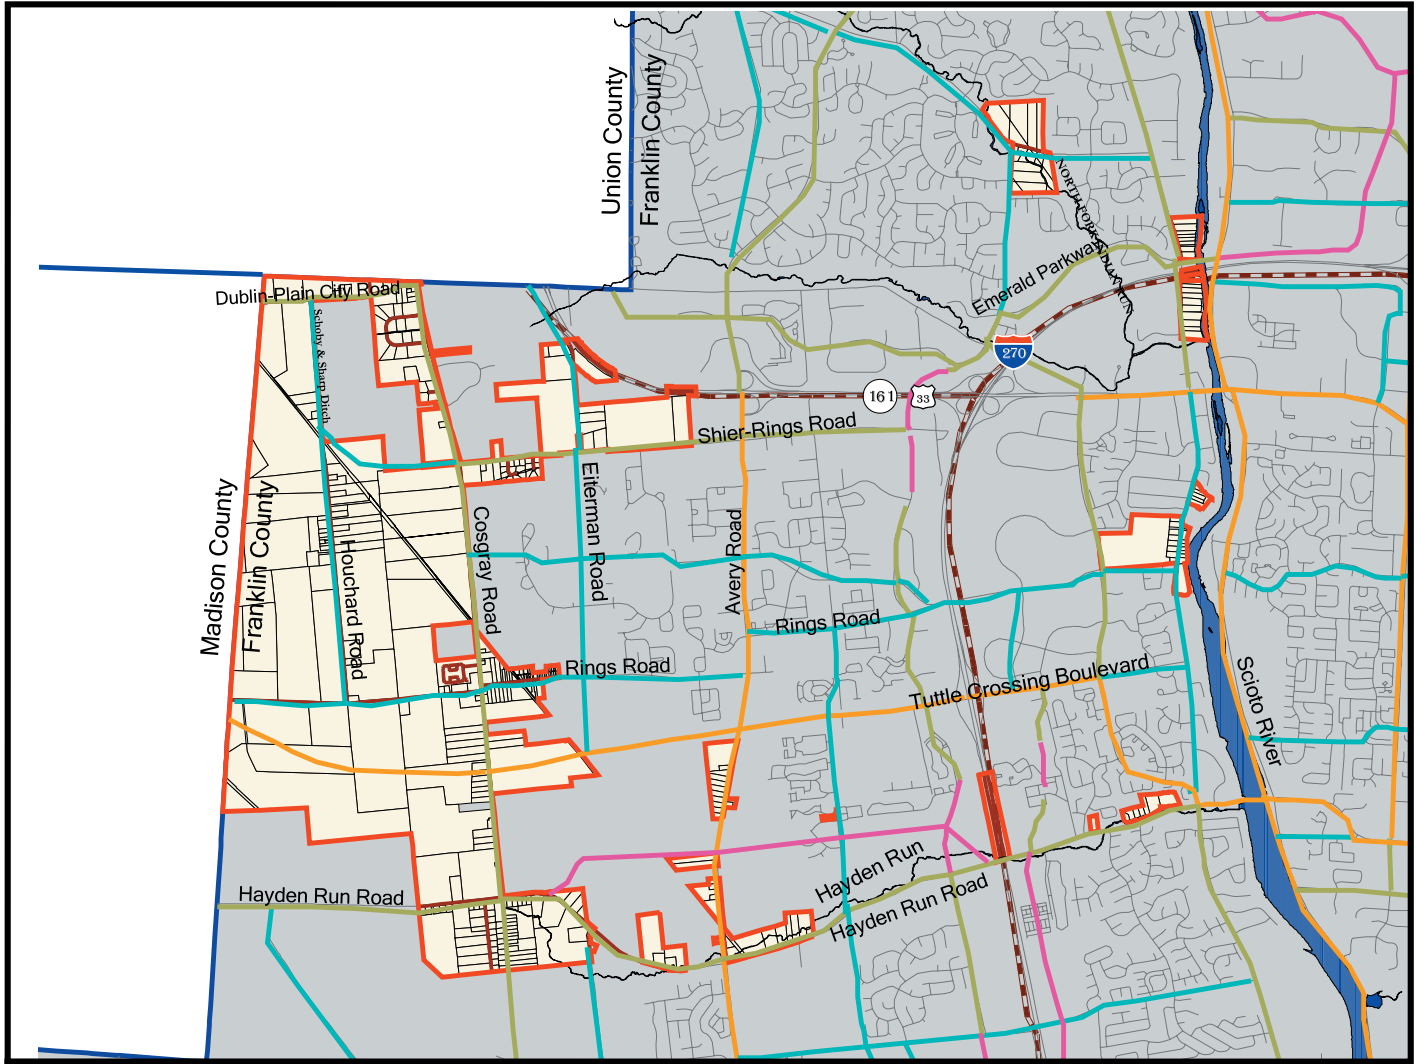 Union County
Franklin County
NORTH FORK INDIAN RUN
Emerald Parkway
Dublin-Plain City Road
Schoby & Sharp Ditch
270
161
33
Shier-Rings Road
Madison County
Franklin County
Houchard Road
Cosgray Road
Eiterman Road
Avery Road
Rings Road
Rings Road
Tuttle Crossing Boulevard
Scioto River
Hayden Run
Hayden Run Road
Hayden Run Road